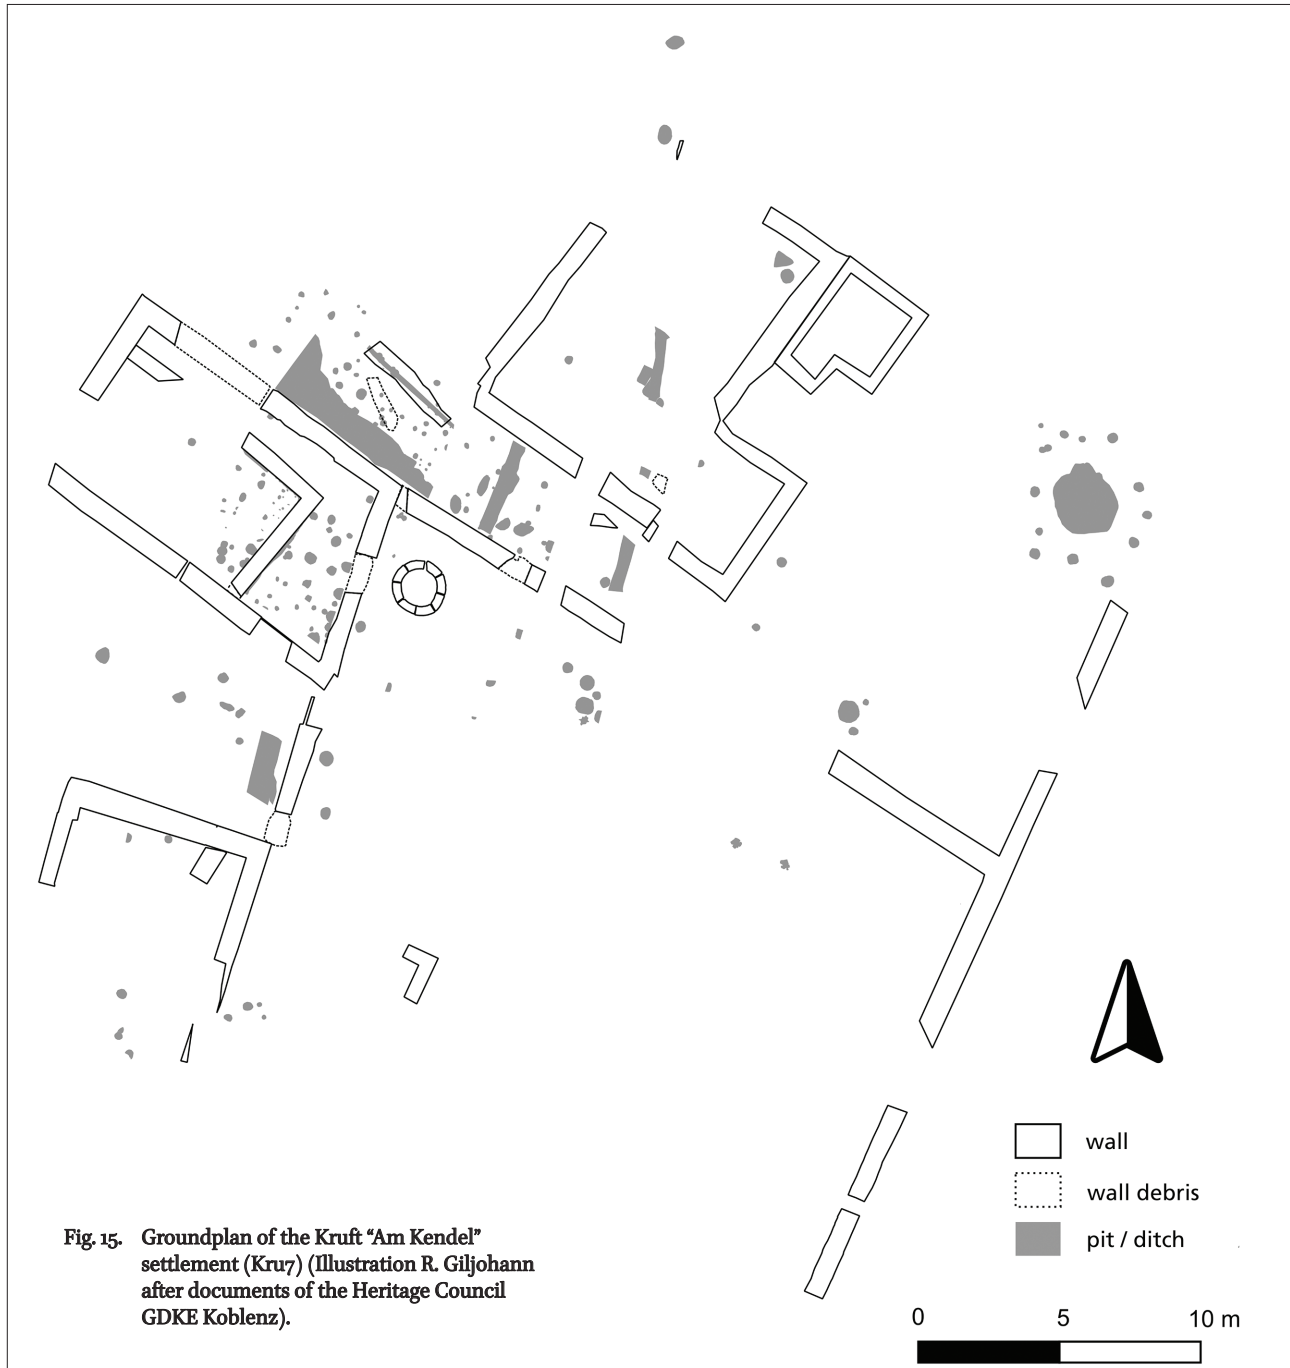 wall
wall debris
pit / ditch
Fig. 15. Groundplan of the Kruft “Am Kendel”
settlement (Kru7) (Illustration R. Giljohann
after documents of the Heritage Council
GDKE Koblenz).
0 5 10 m